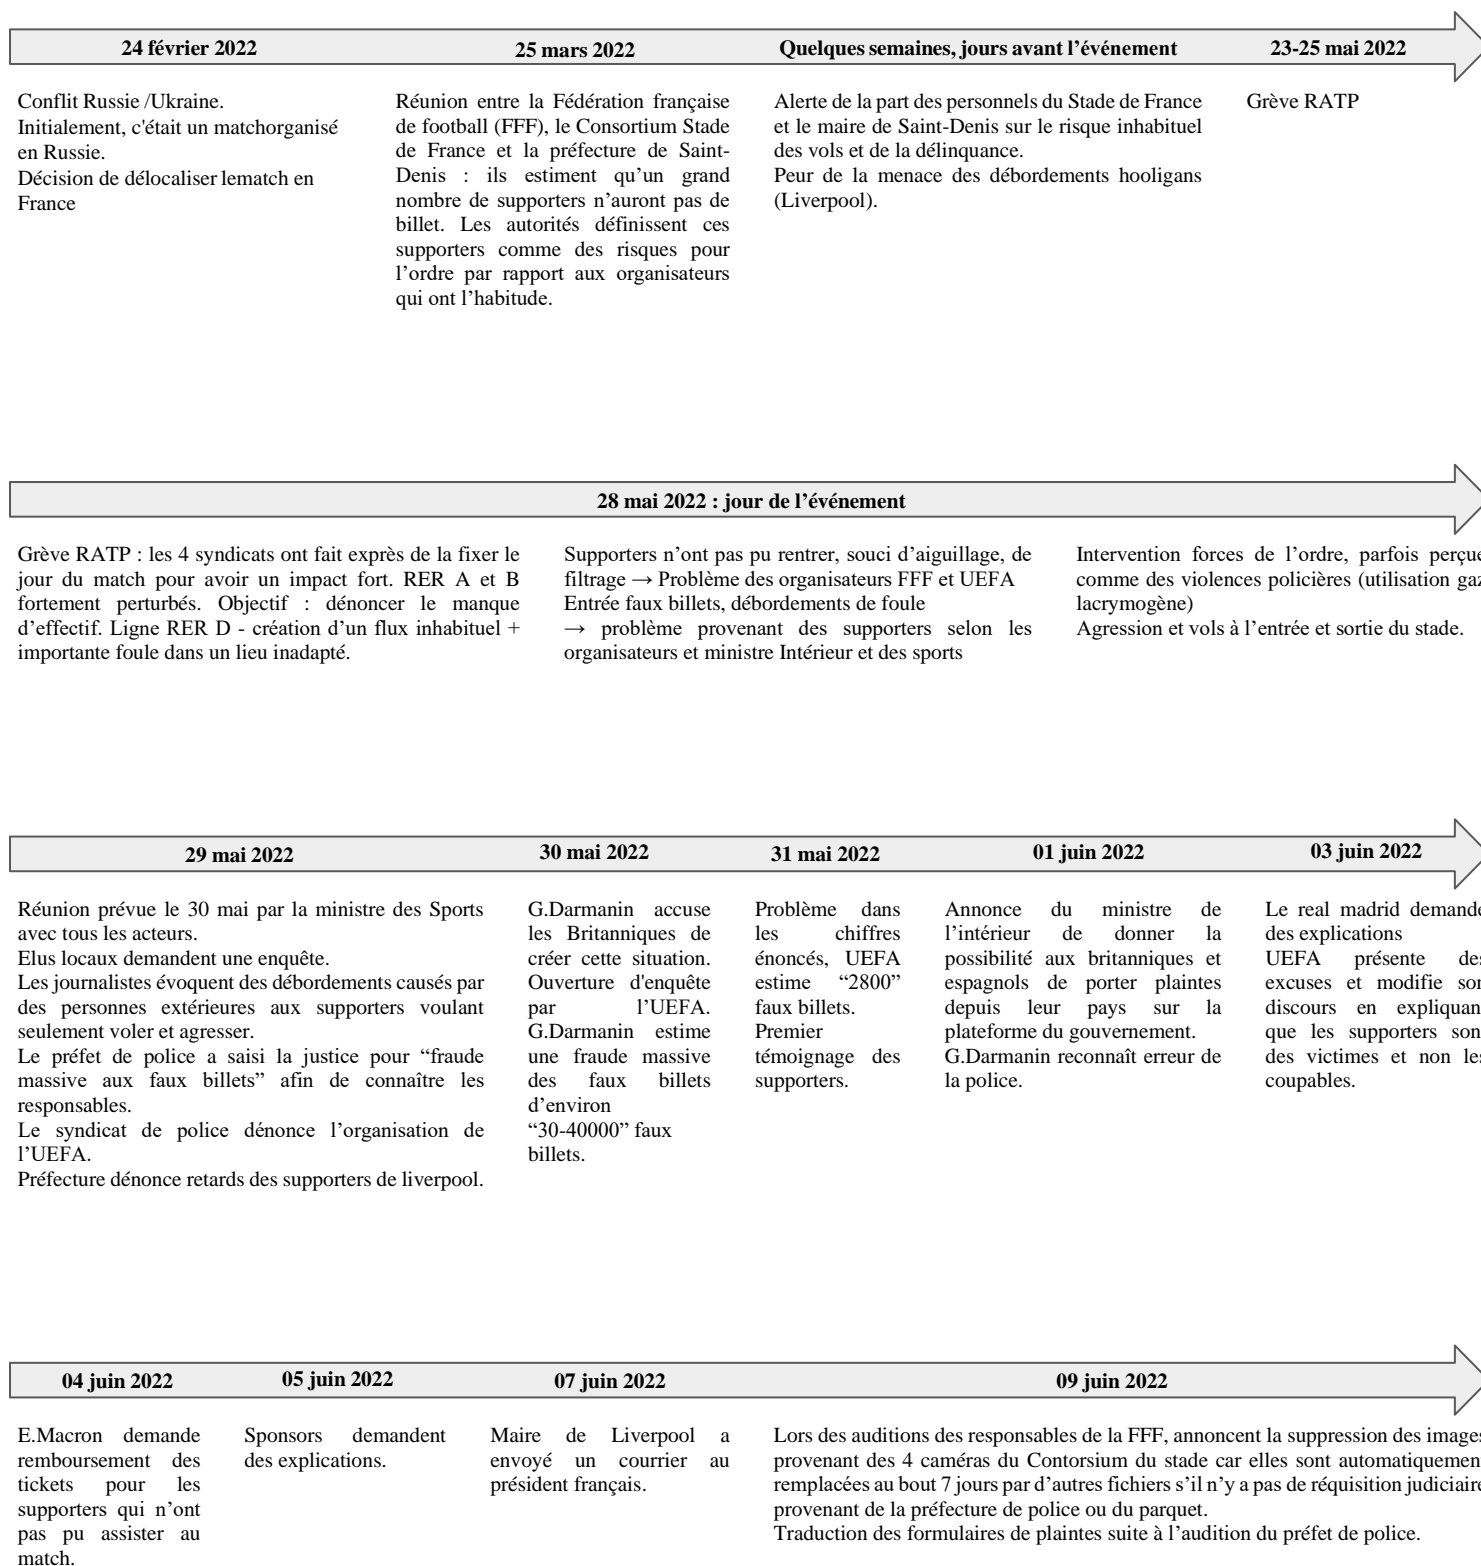 24 février 2022
25 mars 2022
Quelques semaines, jours avant l’événement
23-25 mai 2022
Conflit Russie /Ukraine.
Initialement, c'était un matchorganisé
en Russie.
Décision de délocaliser lematch en
France
Réunion entre la Fédération française
de football (FFF), le Consortium Stade
de France et la préfecture de Saint-
Denis : ils estiment qu’un grand
nombre de supporters n’auront pas de
billet. Les autorités définissent ces
supporters comme des risques pour
l’ordre par rapport aux organisateurs
qui ont l’habitude.
Alerte de la part des personnels du Stade de France
et le maire de Saint-Denis sur le risque inhabituel
des vols et de la délinquance.
Peur de la menace des débordements hooligans
(Liverpool).
Grève RATP
28 mai 2022 : jour de l’événement
Grève RATP : les 4 syndicats ont fait exprès de la fixer le
jour du match pour avoir un impact fort. RER A et B
fortement perturbés. Objectif : dénoncer le manque
d’effectif. Ligne RER D - création d’un flux inhabituel +
importante foule dans un lieu inadapté.
Supporters n’ont pas pu rentrer, souci d’aiguillage, de
filtrage → Problème des organisateurs FFF et UEFA
Entrée faux billets, débordements de foule
→ problème provenant des supporters selon les
organisateurs et ministre Intérieur et des sports
Intervention forces de l’ordre, parfois perçue
comme des violences policières (utilisation gaz
lacrymogène)
Agression et vols à l’entrée et sortie du stade.
29 mai 2022
30 mai 2022
31 mai 2022
01 juin 2022
03 juin 2022
Réunion prévue le 30 mai par la ministre des Sports
avec tous les acteurs.
Elus locaux demandent une enquête.
Les journalistes évoquent des débordements causés par
des personnes extérieures aux supporters voulant
seulement voler et agresser.
Le préfet de police a saisi la justice pour “fraude
massive aux faux billets” afin de connaître les
responsables.
Le syndicat de police dénonce l’organisation de
l’UEFA.
Préfecture dénonce retards des supporters de liverpool.
G.Darmanin accuse
les Britanniques de
créer cette situation.
Ouverture d'enquête
par l’UEFA.
G.Darmanin estime
une fraude massive
des faux billets
d’environ
“30-40000” faux
billets.
Problème dans
les chiffres
énoncés, UEFA
estime “2800”
faux billets.
Premier
témoignage des
supporters.
Annonce du ministre de
l’intérieur de donner la
possibilité aux britanniques et
espagnols de porter plaintes
depuis leur pays sur la
plateforme du gouvernement.
G.Darmanin reconnaît erreur de
la police.
Le real madrid demande
des explications
UEFA présente des
excuses et modifie son
discours en expliquan
que les supporters son
des victimes et non les
coupables.
04 juin 2022
05 juin 2022
07 juin 2022
09 juin 2022
E.Macron demande
remboursement des
tickets pour les
supporters qui n’ont
pas pu assister au
match.
Sponsors demandent
des explications.
Maire de Liverpool a
envoyé un courrier au
président français.
Lors des auditions des responsables de la FFF, annoncent la suppression des images
provenant des 4 caméras du Contorsium du stade car elles sont automatiquemen
remplacées au bout 7 jours par d’autres fichiers s’il n’y a pas de réquisition judiciaire
provenant de la préfecture de police ou du parquet.
Traduction des formulaires de plaintes suite à l’audition du préfet de police.